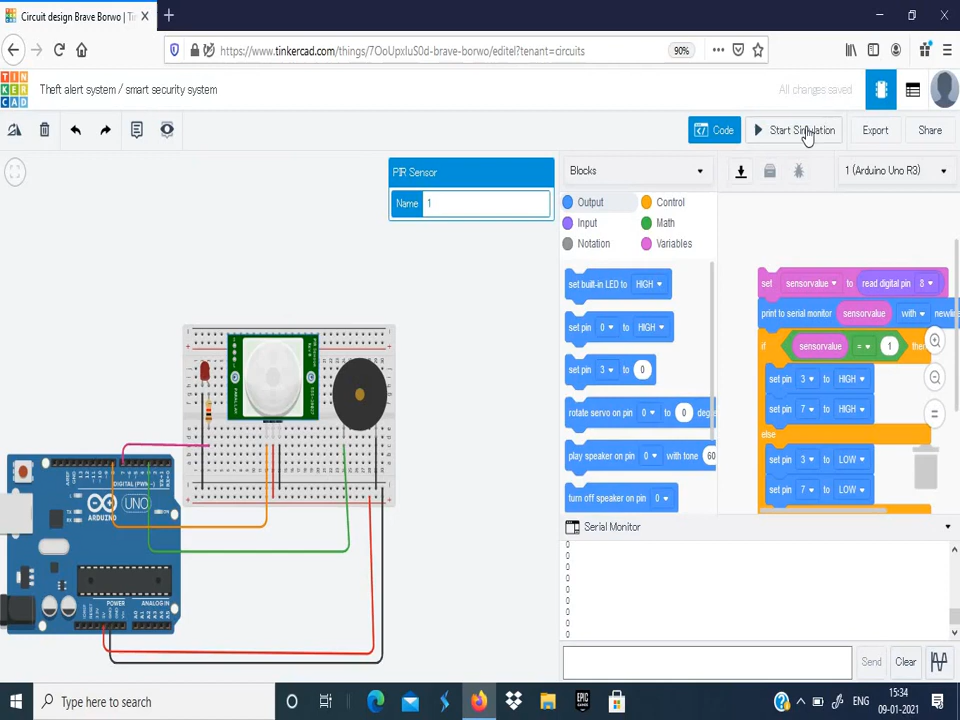 Circuit design Brave Borwo | Tin
https://www.tinkercad.com/things/7OoUpxIuS0d-brave-borwo/editel?tenant=circuits
90%
TIN
KER
CAD
Theft alert system / smart security system
All changes saved
Code
Start Simulation
Export
Share
PIR Sensor
Name
1
Blocks
1 (Arduino Uno R3)
Output
Control
Input
Math
Notation
Variables
set built-in LED to HIGH
set pin 0 to HIGH
set pin 3 to 0
rotate servo on pin 0 to 0 degre
play speaker on pin 0 with tone 60
turn off speaker on pin 0
set sensorvalue to read digital pin 8
print to serial monitor sensorvalue with newline
if sensorvalue = 1 then
set pin 3 to HIGH
set pin 7 to HIGH
else
set pin 3 to LOW
set pin 7 to LOW
DIGITAL (PWM~)
UNO
ARDUINO
POWER
ANALOG IN
Serial Monitor
0
0
0
0
0
0
0
0
0
Send
Clear
Type here to search
EPIC
GAMES
ENG
15:34
09-01-2021